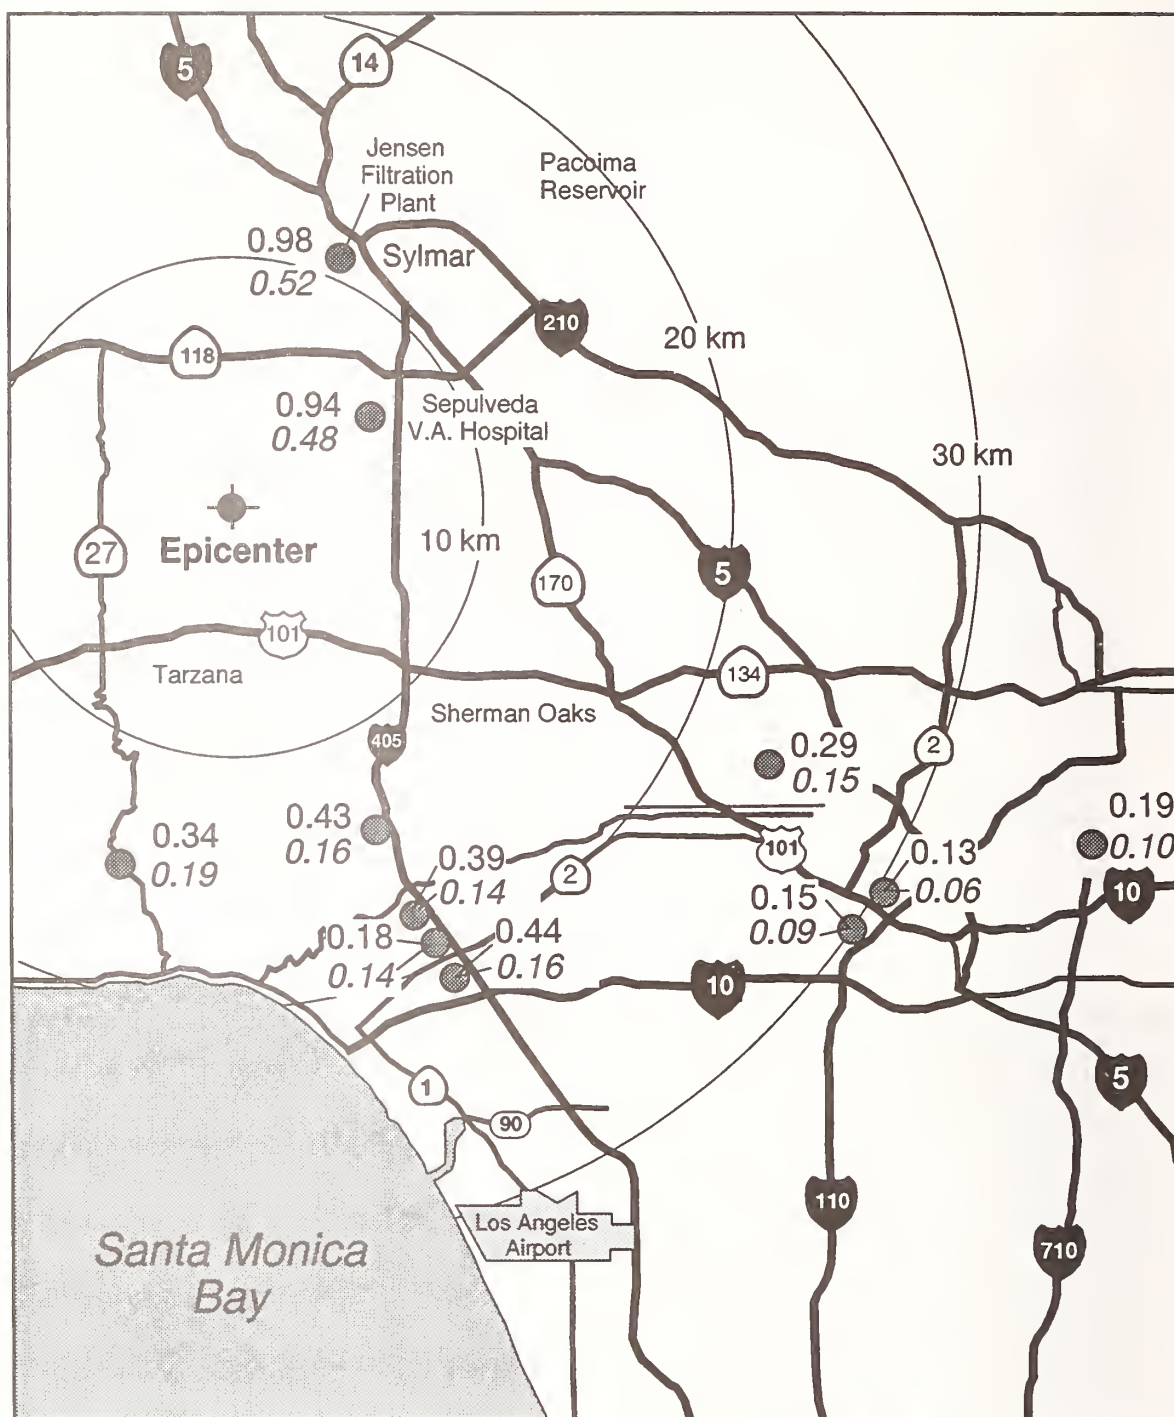 5
14
Jensen
Filtration
Plant
Pacoima
Reservoir
0.98
0.52
Sylmar
210
20 km
118
0.94
0.48
Sepulveda
V.A. Hospital
30 km
Epicenter
10 km
27
170
5
101
Tarzana
134
Sherman Oaks
405
2
0.29
0.15
0.43
0.16
0.34
0.19
0.39
0.14
2
101
0.13
0.06
0.19
0.10
10
0.15
0.09
0.18
0.14
0.44
0.16
10
1
90
5
110
Los Angeles
Airport
710
Santa Monica
Bay